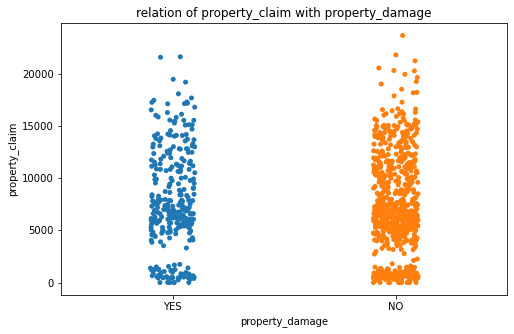 relation of property_claim with property_damage
property_claim
20000
15000
10000
5000
0
YES
NO
property_damage